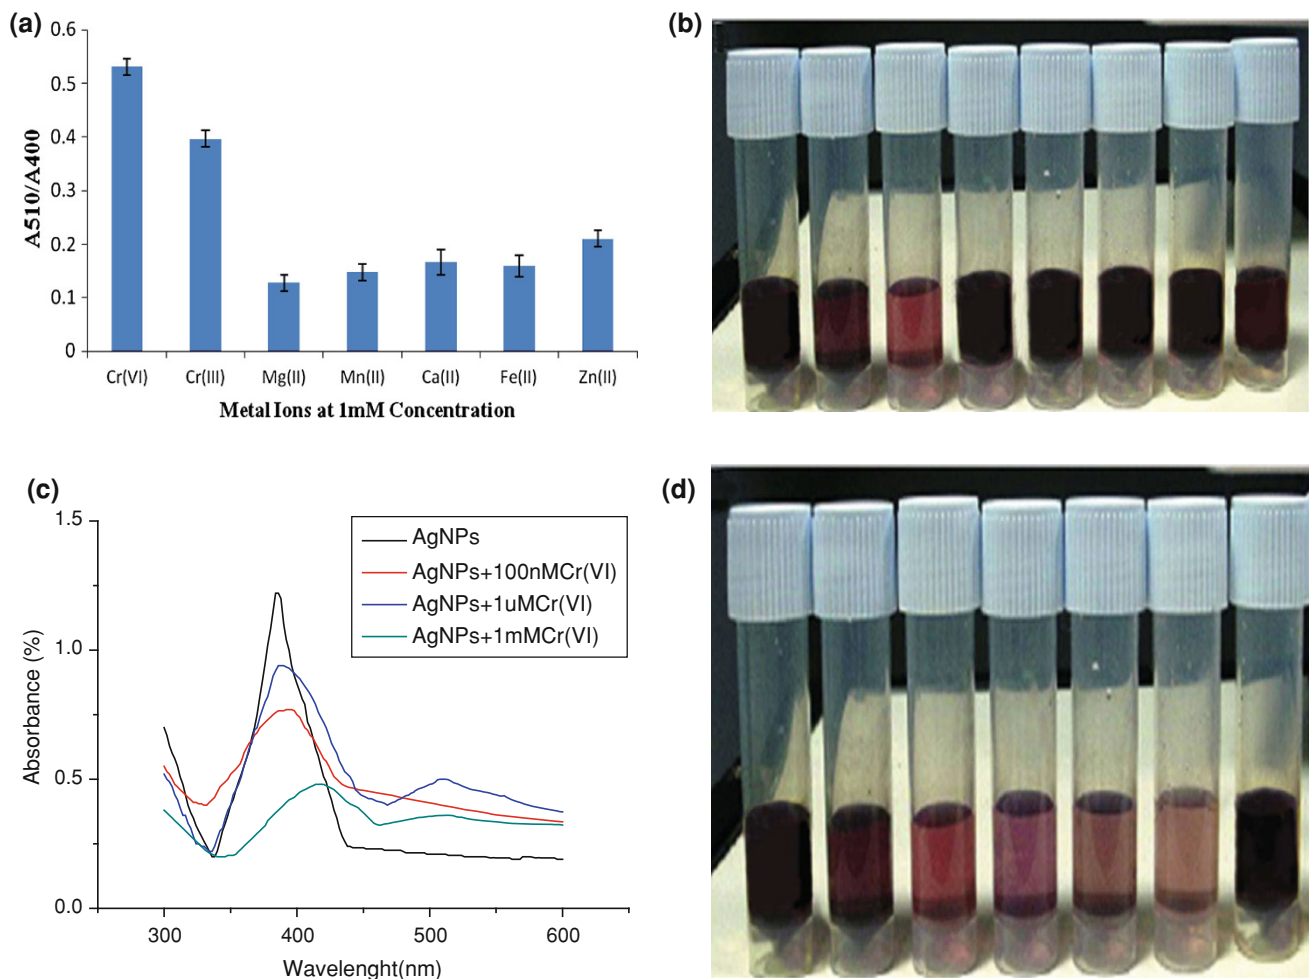 (a)
0.6
0.5
0.4
0.3
0.2
0.1
0
A510/A400
Cr(VI) Cr(III) Mg(II) Mn(II) Ca(II) Fe(II) Zn(II)
Metal Ions at 1mM Concentration
(b)
(c)
1.5
1.0
0.5
0.0
Absorbance (%)
AgNPs
AgNPs+100nMCr(VI)
AgNPs+1uMCr(VI)
AgNPs+1mMCr(VI)
300 400 500 600
Wavelenght(nm)
(d)